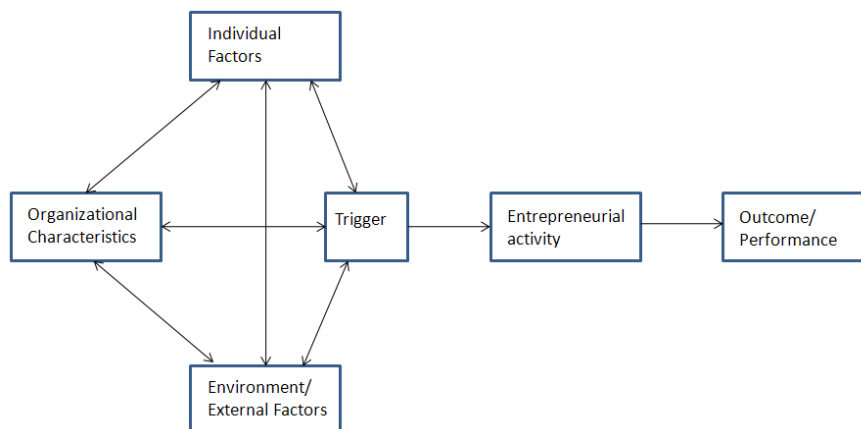 Individual
Factors
Organizational
Characteristics
Trigger
Entrepreneurial
activity
Outcome/
Performance
Environment/
External Factors